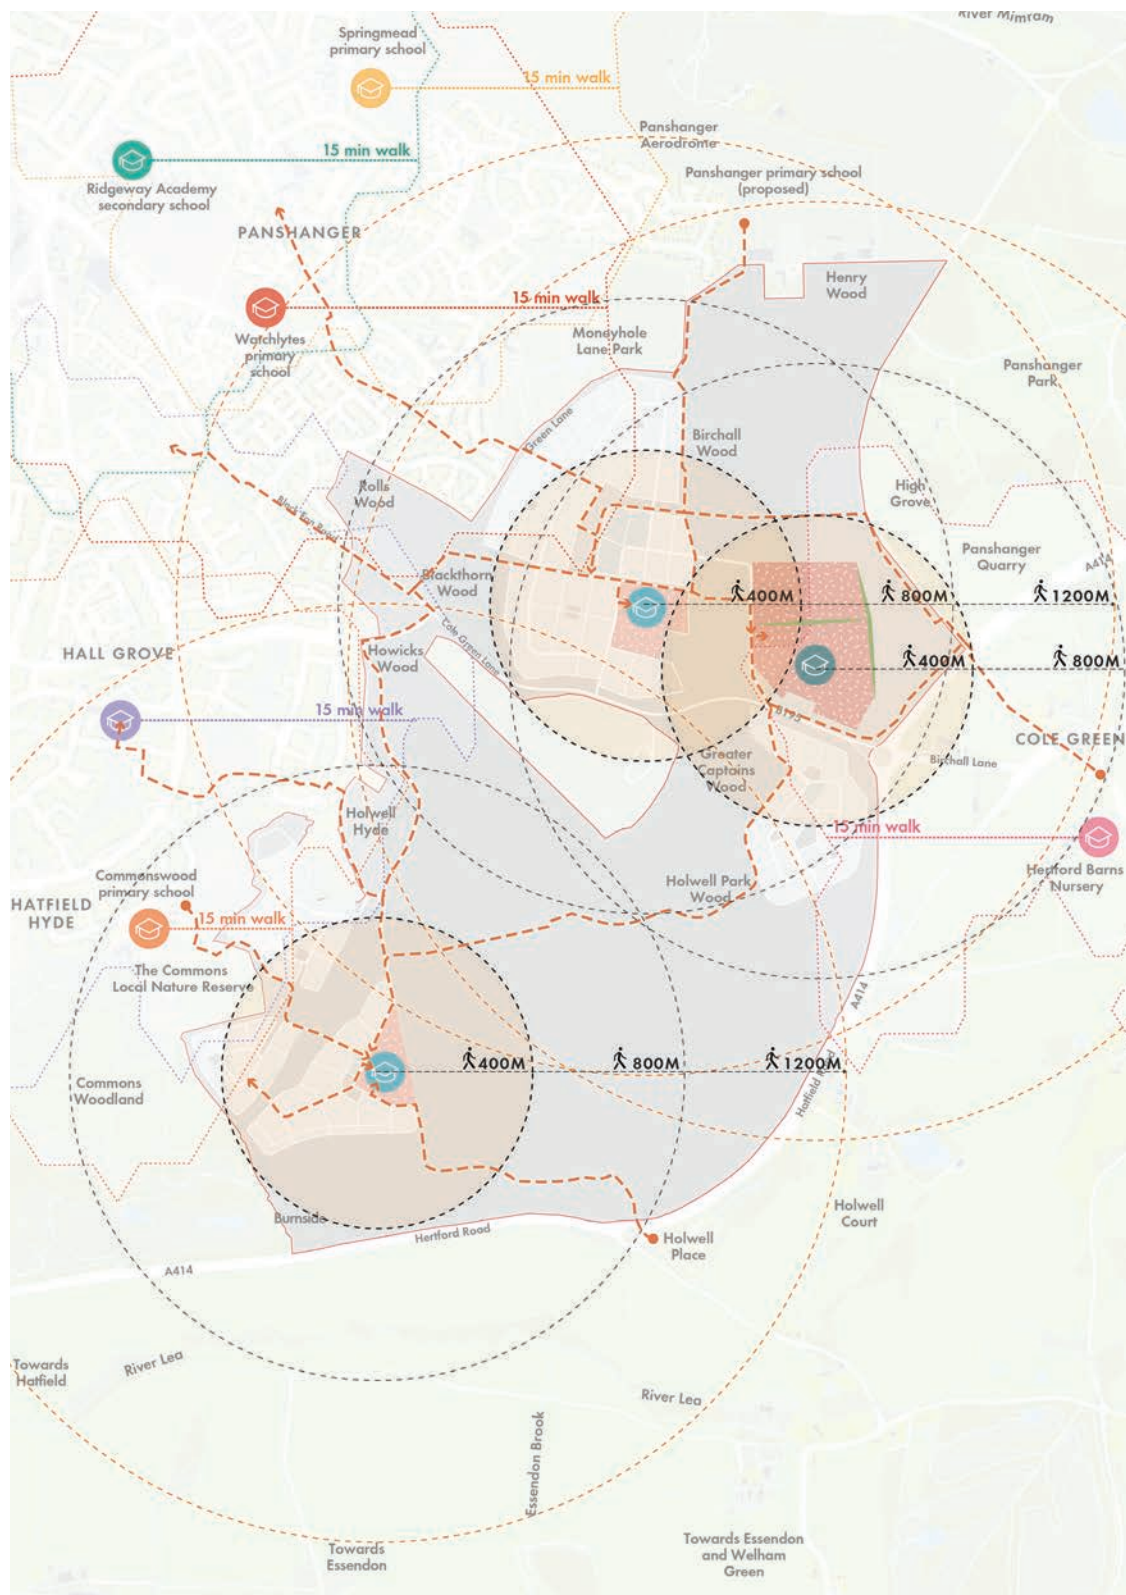 River Mimram
Springmead
primary school
15 min walk
Panshanger
Aerodrome
15 min walk
Panshanger primary school
(proposed)
Ridgeway Academy
secondary school
PANSHANGER
Henry
Wood
15 min walk
Watchlytes
primary
school
Moneyhole
Lane Park
Panshanger
Park
Green Lane
Birchall
Wood
Rolls
Wood
High
Grove
Panshanger
Quarry
A414
Blackthorn
Wood
400M
800M
1200M
Cole Green Lane
HALL GROVE
Howicks
Wood
400M
800M
15 min walk
B195
COLE GREEN
Greater
Captains
Wood
Birchall Lane
Holwell
Hyde
15 min walk
Hertford Barns
Nursery
Commonswood
primary school
Holwell Park
Wood
HATFIELD
HYDE
15 min walk
The Commons
Local Nature Reserve
A414
400M
800M
1200M
Commons
Woodland
Hatfield Road
Burnside
Hertford Road
Holwell
Court
Holwell
Place
A414
River Lea
Towards
Hatfield
River Lea
Essendon Brook
Towards
Essendon
Towards Essendon
and Welham
Green